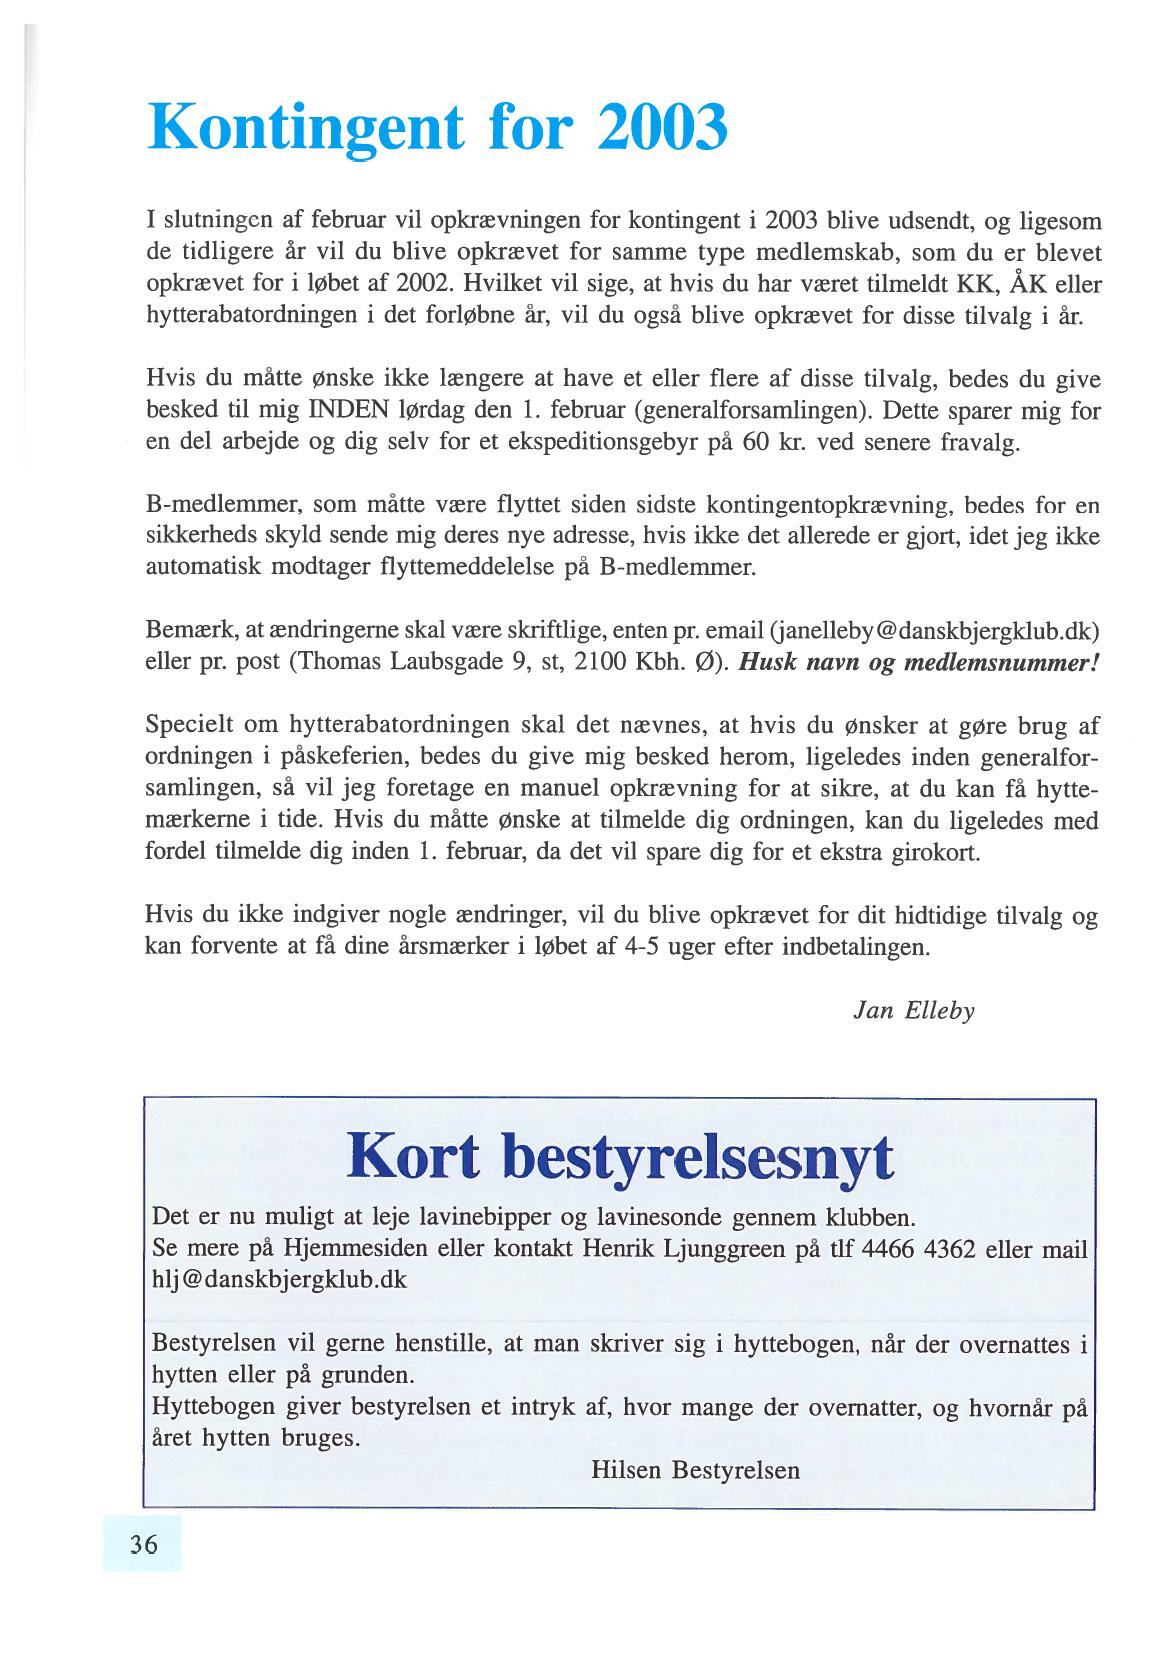 Kontingent for 2003
I slutningen af februar vil opkrævningen for kontingent i 2003 blive udsendt, og ligesom
de tidligere år vil du blive opkrævet for samme type medlemskab, som du er blevet
opkrævet for i løbet af 2002. Hvilket vil sige, at hvis du har været tilmeldt KK, ÅK eller
hytterabatordningen i det forløbne år, vil du også blive opkrævet for disse tilvalg i år.
Hvis du måtte ønske ikke længere at have et eller flere af disse tilvalg, bedes du give
besked til mig INDEN lørdag den 1. februar (generalforsamlingen). Dette sparer mig for
en del arbejde og dig selv for et ekspeditionsgebyr på 60 kr. ved senere fravalg.
B-medlemmer, som måtte være flyttet siden sidste kontingentopkrævning, bedes for en
sikkerheds skyld sende mig deres nye adresse, hvis ikke det allerede er gjort, idet jeg ikke
automatisk modtager flyttemeddelelse på B-medlemmer.
Bemærk, at ændringerne skal være skriftlige, enten pr. email (janelleby@danskbjergklub.dk)
eller pr. post (Thomas Laubsgade 9, st, 2100 Kbh. Ø). Husk navn og medlemsnummer!
Specielt om hytterabatordningen skal det nævnes, at hvis du ønsker at gøre brug af
ordningen i påskeferien, bedes du give mig besked herom, ligeledes inden generalfor-
samlingen, så vil jeg foretage en manuel opkrævning for at sikre, at du kan få hytte-
mærkerne i tide. Hvis du måtte ønske at tilmelde dig ordningen, kan du ligeledes med
fordel tilmelde dig inden 1. februar, da det vil spare dig for et ekstra girokort.
Hvis du ikke indgiver nogle ændringer, vil du blive opkrævet for dit hidtidige tilvalg og
kan forvente at få dine årsmærker i løbet af 4-5 uger efter indbetalingen.
Jan Elleby
Kort bestyrelsesnyt
Det er nu muligt at leje lavinebipper og lavinesonde gennem klubben.
Se mere på Hjemmesiden eller kontakt Henrik Ljunggreen på tlf 4466 4362 eller mail
hlj@danskbjergklub.dk
Bestyrelsen vil gerne henstille, at man skriver sig i hyttebogen, når der overnattes i
hytten eller på grunden.
Hyttebogen giver bestyrelsen et intryk af, hvor mange der overnatter, og hvornår på
året hytten bruges.
Hilsen Bestyrelsen
36